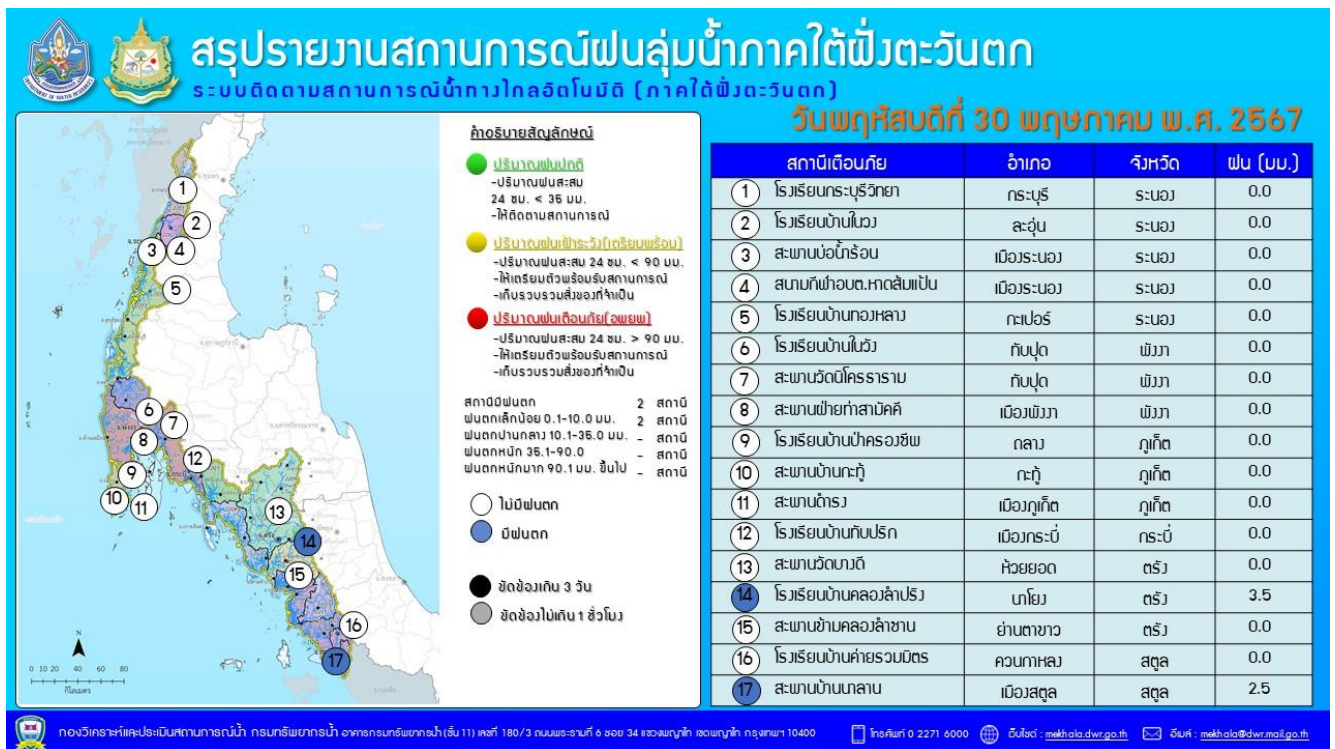 สรุปรายงานสถานการณ์ฝนลุ่มน้ำภาคใต้ฝั่งตะวันตก
ระบบติดตามสถานการณ์น้ำทางไกลอัตโนมัติ (ภาคใต้ฝั่งตะวันตก)
วันพฤหัสบดีที่ 30 พฤษภาคม พ.ศ. 2567
คำอธิบายสัญลักษณ์
ปริมาณฝนปกติ
-ปริมาณฝนสะสม
24 ชม. < 35 มม.
-ให้ติดตามสถานการณ์
ปริมาณฝนเฝ้าระวัง(เตรียมพร้อม)
-ปริมาณฝนสะสม 24 ชม. < 90 มม.
-ให้เตรียมตัวพร้อมรับสถานการณ์
-เก็บรวบรวมสิ่งของที่จำเป็น
ปริมาณฝนเตือนภัย(อพยพ)
-ปริมาณฝนสะสม 24 ชม. > 90 มม.
-ให้เตรียมตัวพร้อมรับสถานการณ์
-เก็บรวบรวมสิ่งของที่จำเป็น
สถานีมีฝนตก 2 สถานี
ฝนตกเล็กน้อย 0.1-10.0 มม. 2 สถานี
ฝนตกปานกลาง 10.1-35.0 มม. - สถานี
ฝนตกหนัก 35.1-90.0 - สถานี
ฝนตกหนักมาก 90.1 มม. ขึ้นไป - สถานี
ไม่มีฝนตก
มีฝนตก
ขัดข้องเกิน 3 วัน
ขัดข้องไม่เกิน 1 ชั่วโมง
1
2
3 4
5
6
7
8
12
9
10
11
13
14
15
16
17
N
0 10 20 40 60 80
กิโลเมตร
สถานีเตือนภัย อำเภอ จังหวัด ฝน (มม.)
1 โรงเรียนกระบุรีวิทยา กระบุรี ระนอง 0.0
2 โรงเรียนบ้านในวง ละอุ่น ระนอง 0.0
3 สะพานบ่อน้ำร้อน เมืองระนอง ระนอง 0.0
4 สนามกีฬาอบต.หาดส้มแป้น เมืองระนอง ระนอง 0.0
5 โรงเรียนบ้านทองหลาง กะเปอร์ ระนอง 0.0
6 โรงเรียนบ้านในวัง ทับปุด พังงา 0.0
7 สะพานวัดนิโครธาราม ทับปุด พังงา 0.0
8 สะพานฝ่ายท่าสามัคคี เมืองพังงา พังงา 0.0
9 โรงเรียนบ้านป่าครองชีพ ถลาง ภูเก็ต 0.0
10 สะพานบ้านกะทู้ กะทู้ ภูเก็ต 0.0
11 สะพานดำรง เมืองภูเก็ต ภูเก็ต 0.0
12 โรงเรียนบ้านทับปริก เมืองกระบี่ กระบี่ 0.0
13 สะพานวัดบางดี ห้วยยอด ตรัง 0.0
14 โรงเรียนบ้านคลองลำปริง นาโยง ตรัง 3.5
15 สะพานข้ามคลองลำชาน ย่านตาขาว ตรัง 0.0
16 โรงเรียนบ้านค่ายรวมมิตร ควนกาหลง สตูล 0.0
17 สะพานบ้านนาลาน เมืองสตูล สตูล 2.5
กองวิเคราะห์และประเมินสถานการณ์น้ำ กรมทรัพยากรน้ำ อาคารกรมทรัพยากรน้ำ (ชั้น 11) เลขที่ 180/3 ถนนพระรามที่ 6 ซอย 34 แขวงพญาไท เขตพญาไท กรุงเทพฯ 10400
โทรศัพท์ 0 2271 6000
เว็บไซต์ : mekhala.dwr.go.th
อีเมล์ : mekhala@dwr.mail.go.th